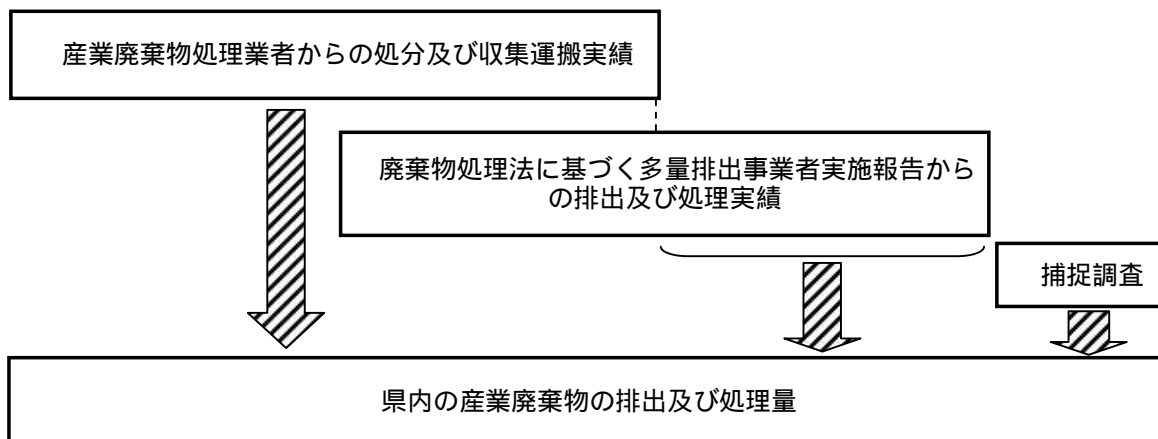 産業廃棄物処理業者からの処分及び収集運搬実績
廃棄物処理法に基づく多量排出事業者実施報告から
の排出及び処理実績
捕捉調査
県内の産業廃棄物の排出及び処理量